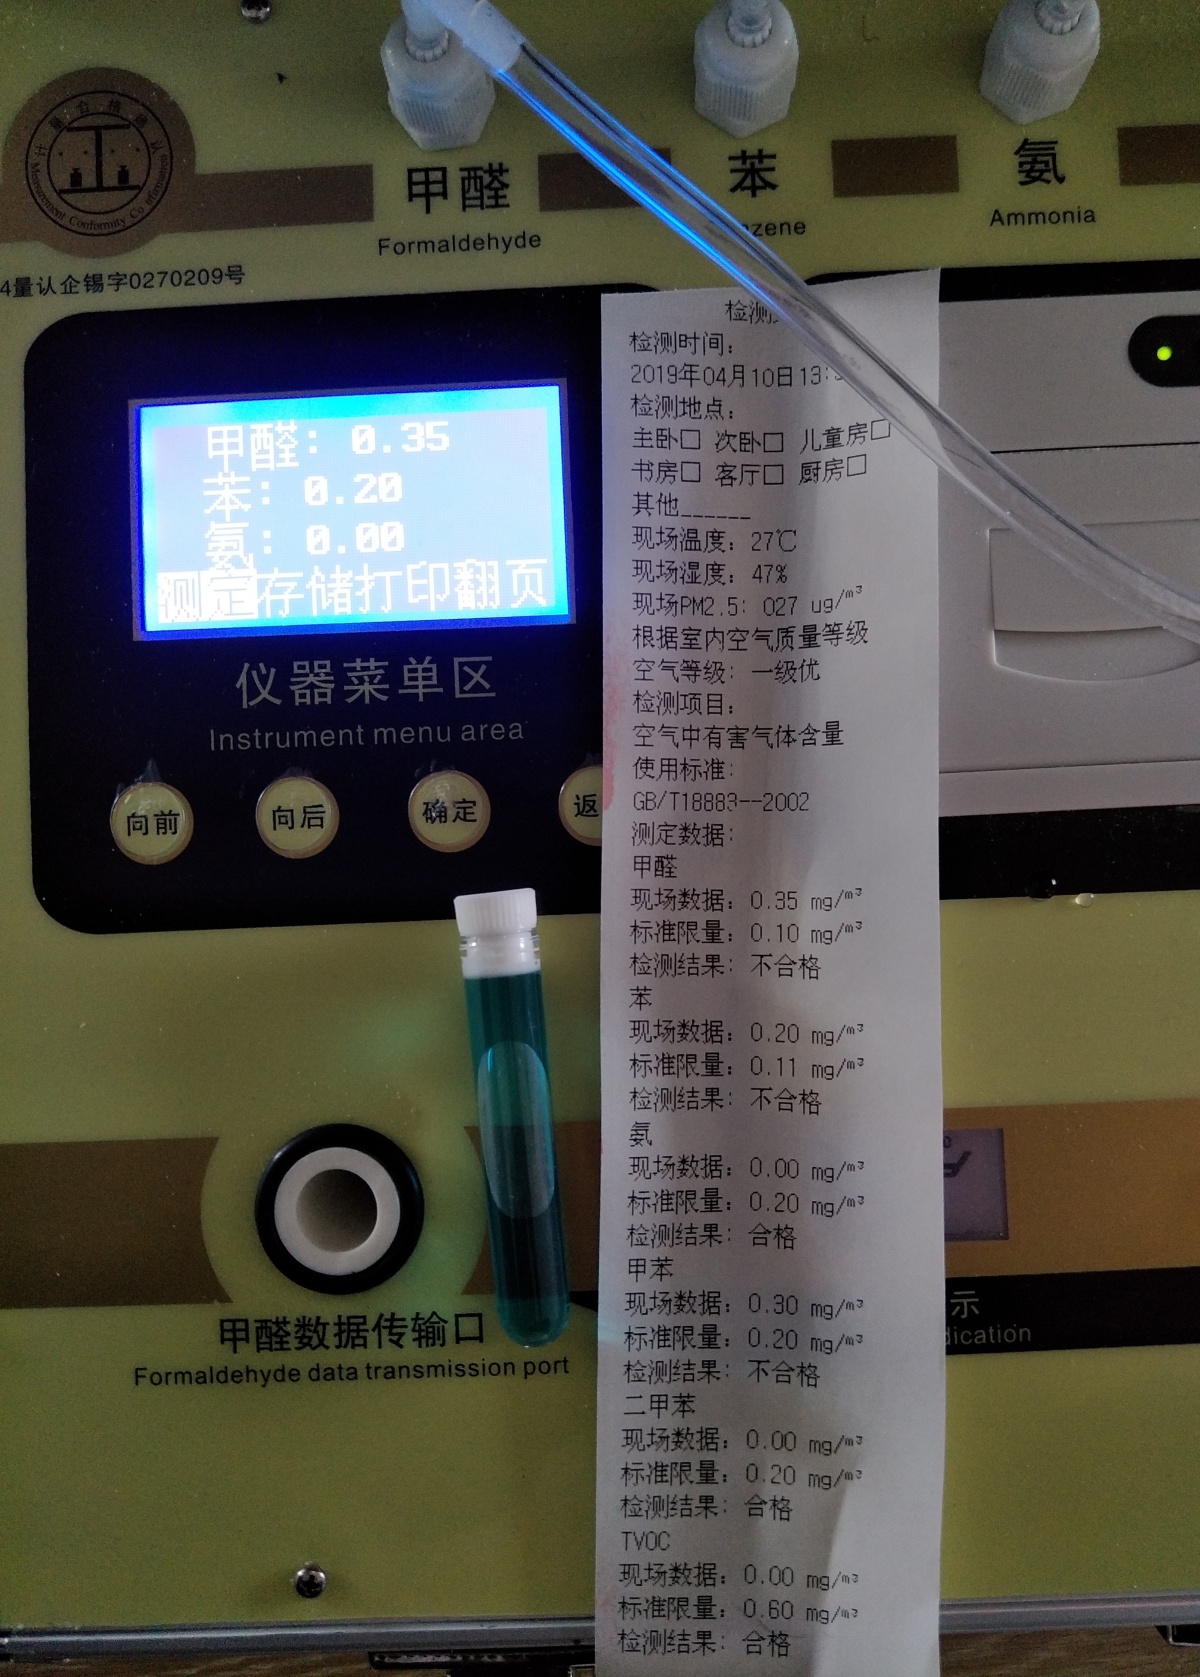 计量合格确认
Measurement Conformity Co
量认企锡字0270209号
甲醛
Formaldehyde
苯
zene
氨
Ammonia
甲醛：0.35
苯：0.20
氨：0.00
测定存储打印翻页
仪器菜单区
Instrument menu area
向前
向后
确定
返
检测
检测时间：
2019年04月10日13:
检测地点：
主卧□ 次卧□ 儿童房□
书房□ 客厅□ 厨房□
其他______
现场温度：27℃
现场湿度：47%
现场PM2.5：027 ug/m³
根据室内空气质量等级
空气等级：一级优
检测项目：
空气中有害气体含量
使用标准：
GB/T18883--2002
测定数据：
甲醛
现场数据：0.35 mg/m³
标准限量：0.10 mg/m³
检测结果：不合格
苯
现场数据：0.20 mg/m³
标准限量：0.11 mg/m³
检测结果：不合格
氨
现场数据：0.00 mg/m³
标准限量：0.20 mg/m³
检测结果：合格
甲苯
现场数据：0.30 mg/m³
标准限量：0.20 mg/m³
检测结果：不合格
二甲苯
现场数据：0.00 mg/m³
标准限量：0.20 mg/m³
检测结果：合格
TVOC
现场数据：0.00 mg/m³
标准限量：0.60 mg/m³
检测结果：合格
甲醛数据传输口
Formaldehyde data transmission port
示
dication